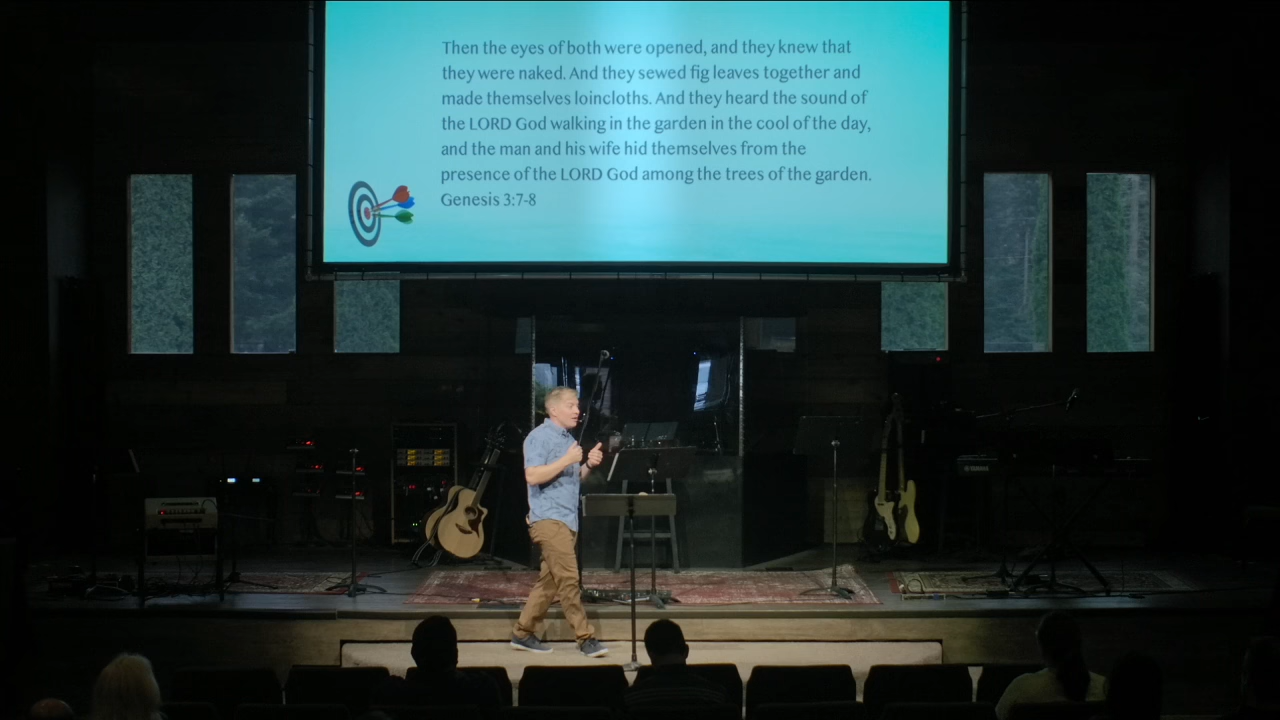 Then the eyes of both were opened, and they knew that
they were naked. And they sewed fig leaves together and
made themselves loincloths. And they heard the sound of
the LORD God walking in the garden in the cool of the day,
and the man and his wife hid themselves from the
presence of the LORD God among the trees of the garden.
Genesis 3:7-8
YAMAHA